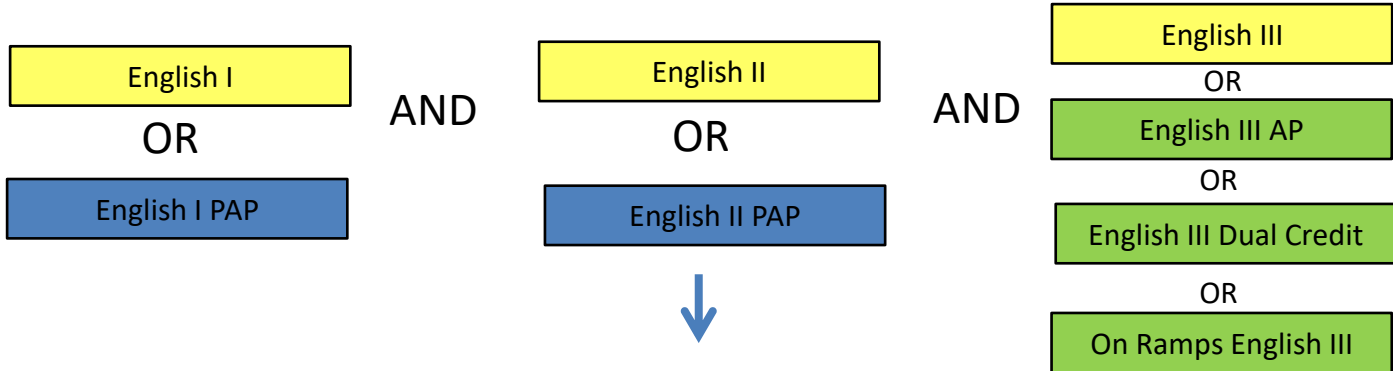 English I
OR
English I PAP
AND
English II
OR
English II PAP
AND
English III
OR
English III AP
OR
English III Dual Credit
OR
On Ramps English III